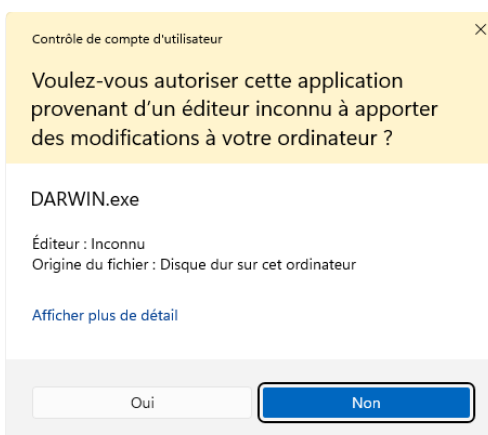 Contrôle de compte d'utilisateur
Voulez-vous autoriser cette application
provenant d’un éditeur inconnu à apporter
des modifications à votre ordinateur ?
DARWIN.exe
Éditeur : Inconnu
Origine du fichier : Disque dur sur cet ordinateur
Afficher plus de détail
Oui Non